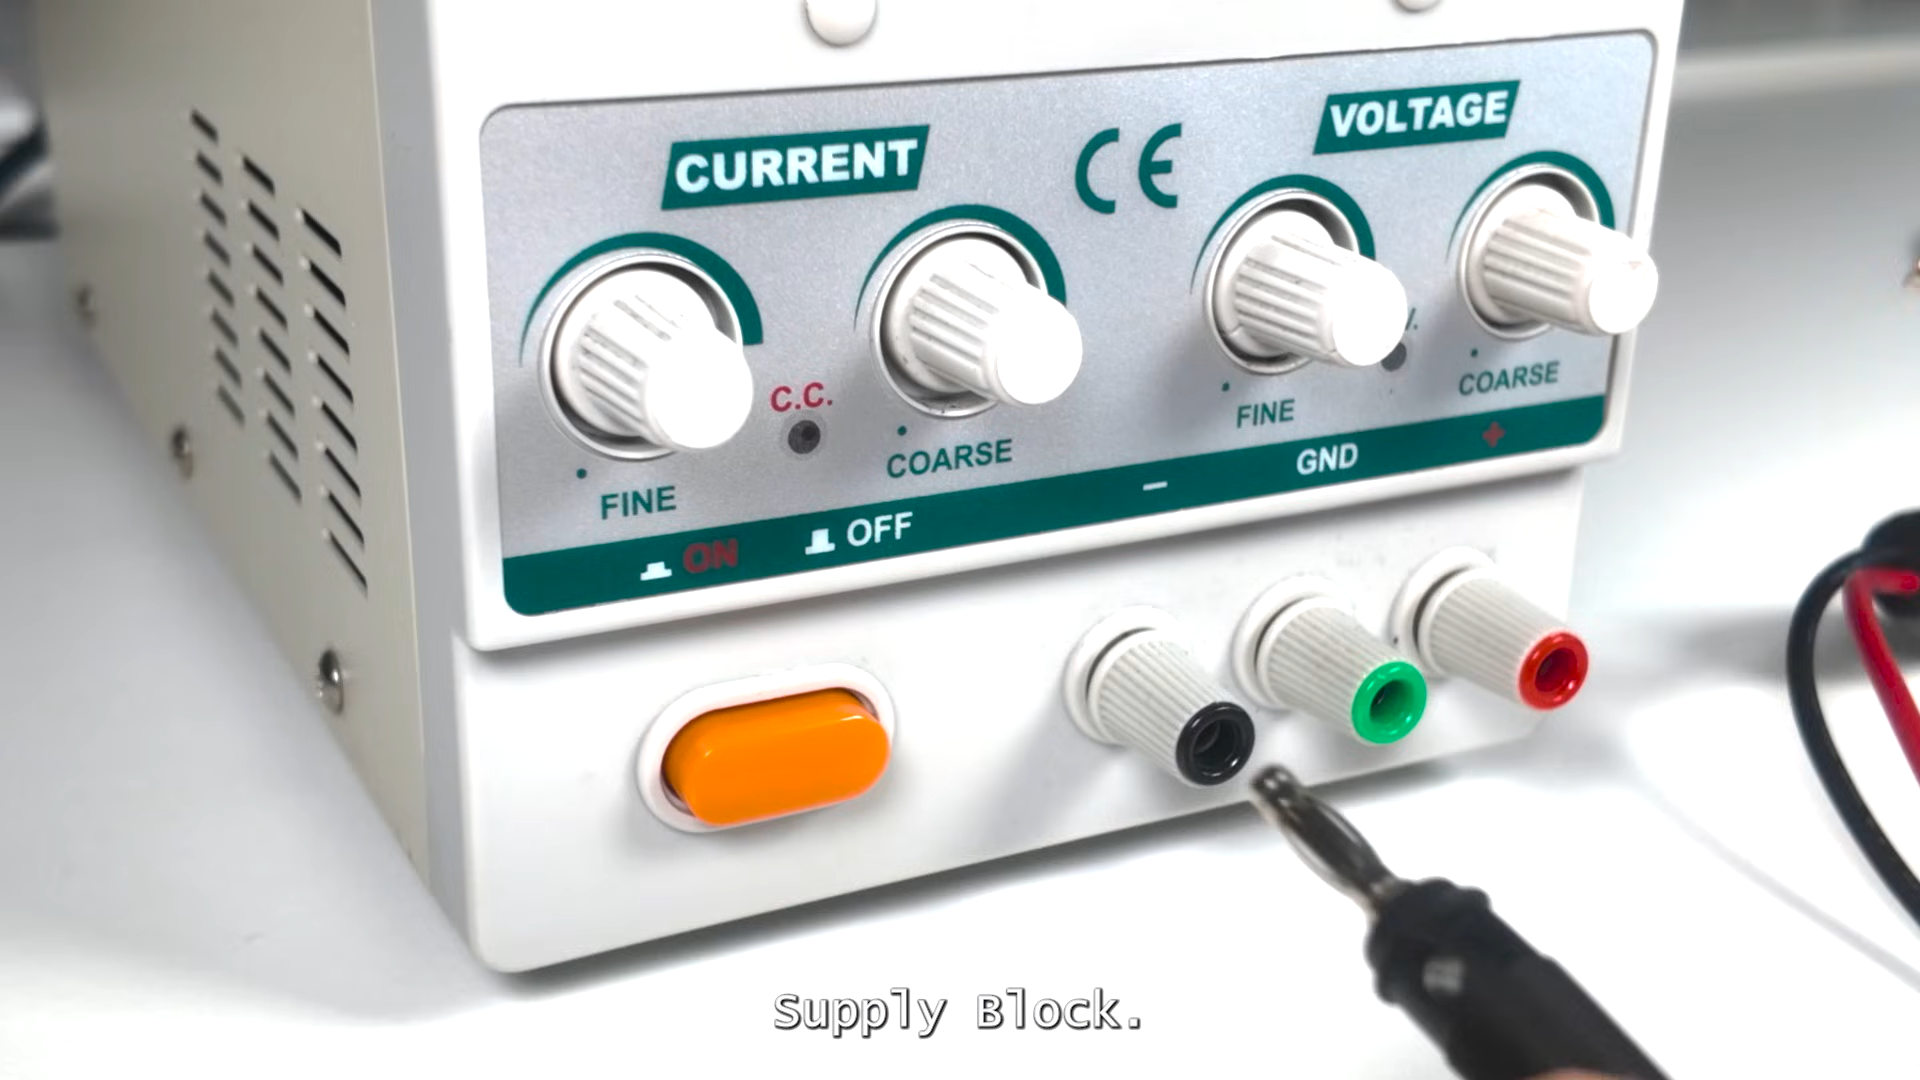 CURRENT
CE
VOLTAGE
C.C.
FINE
COARSE
FINE
COARSE
ON
OFF
–
GND
+
Supply Block.